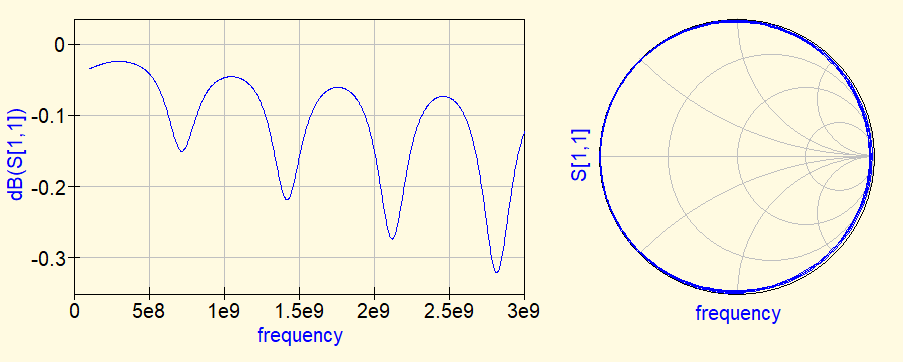 0
-0.1
-0.2
-0.3
dB(S[1,1])
0 5e8 1e9 1.5e9 2e9 2.5e9 3e9
frequency
S[1,1]
frequency